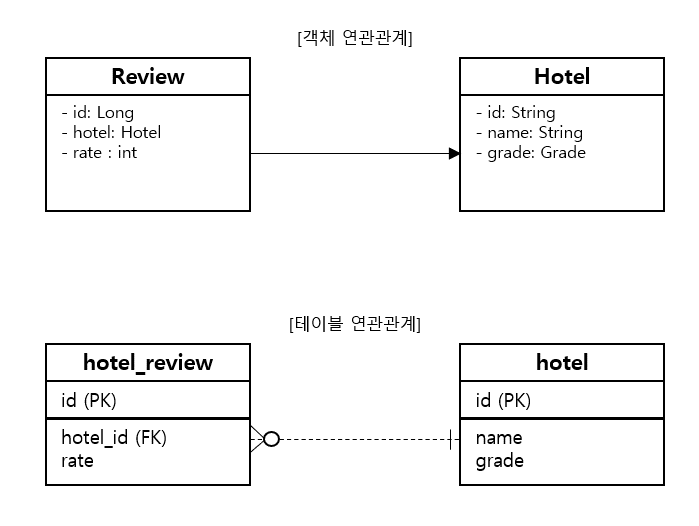 [객체 연관관계]
Review
- id: Long
- hotel: Hotel
- rate : int
Hotel
- id: String
- name: String
- grade: Grade
[테이블 연관관계]
hotel_review
id (PK)
hotel_id (FK)
rate
hotel
id (PK)
name
grade